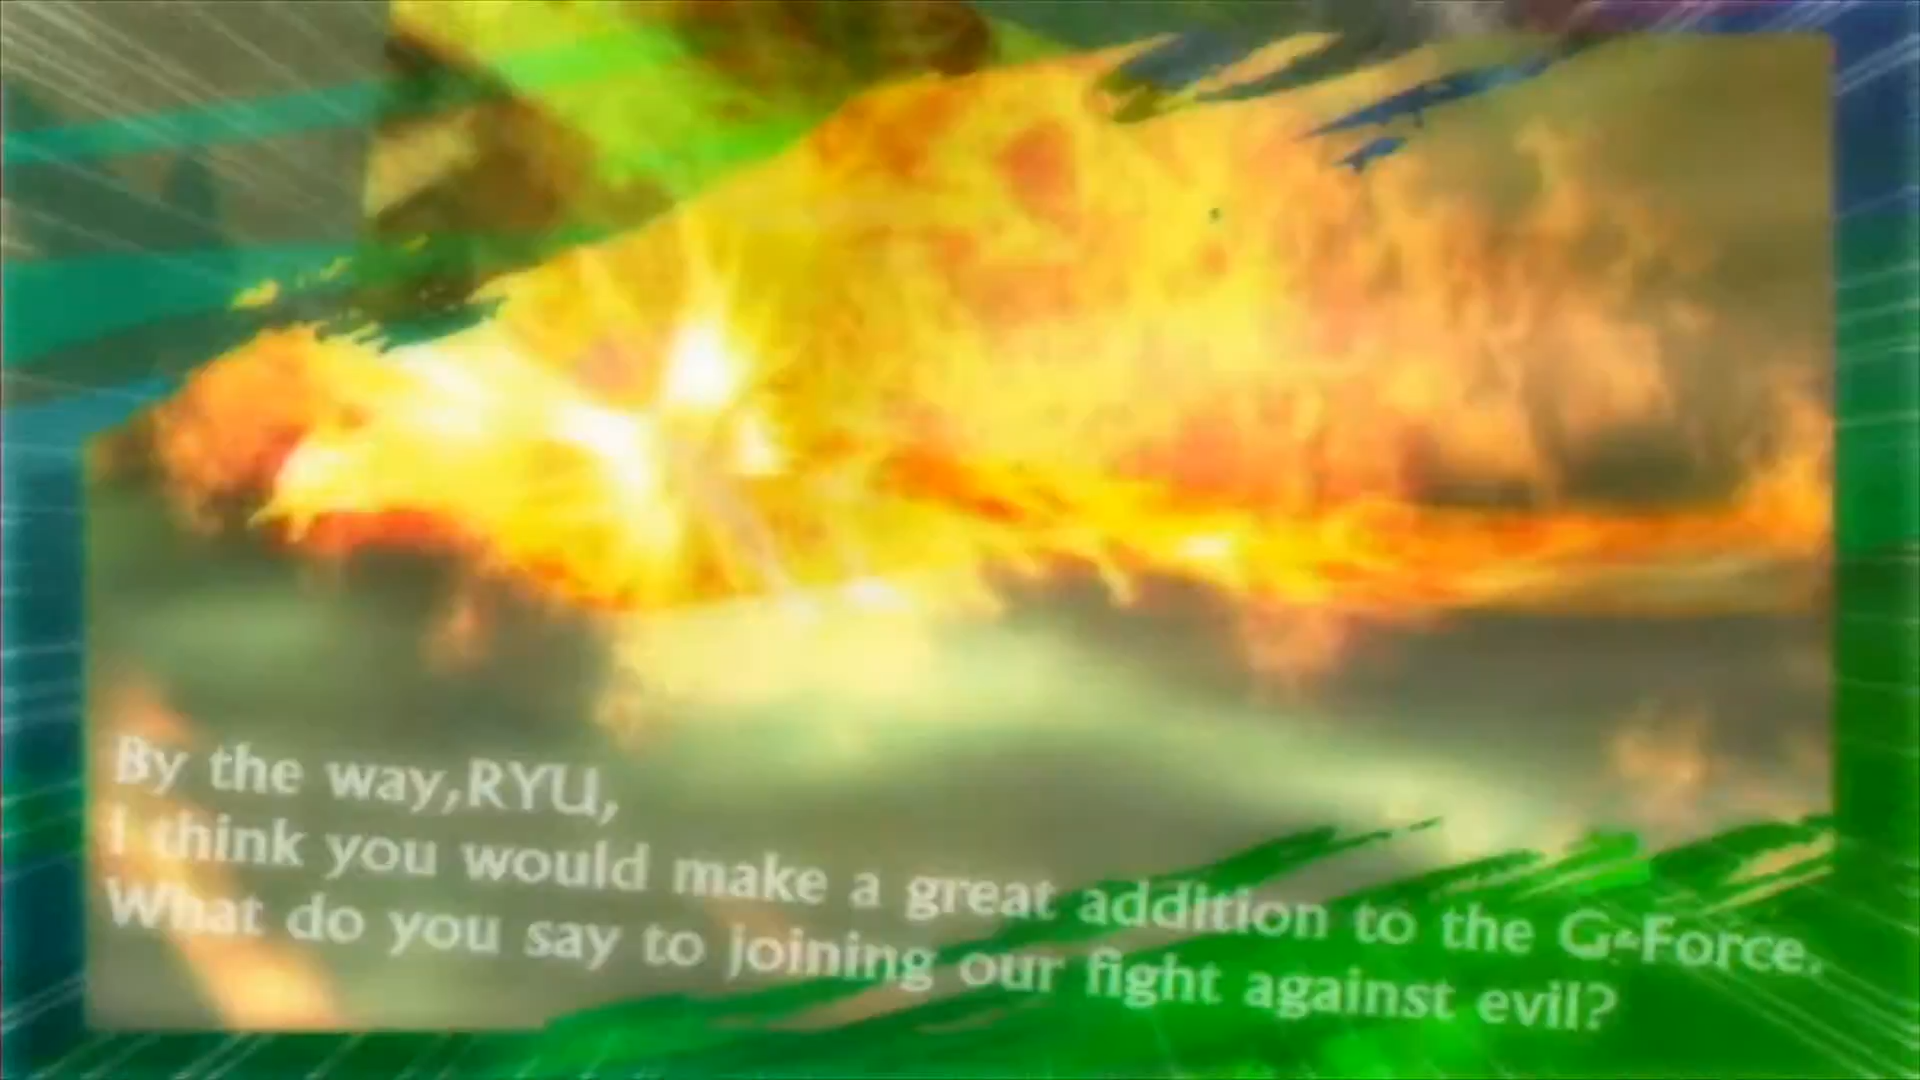 By the way,RYU,
I think you would make a great addition to the G-Force.
What do you say to joining our fight against evil?